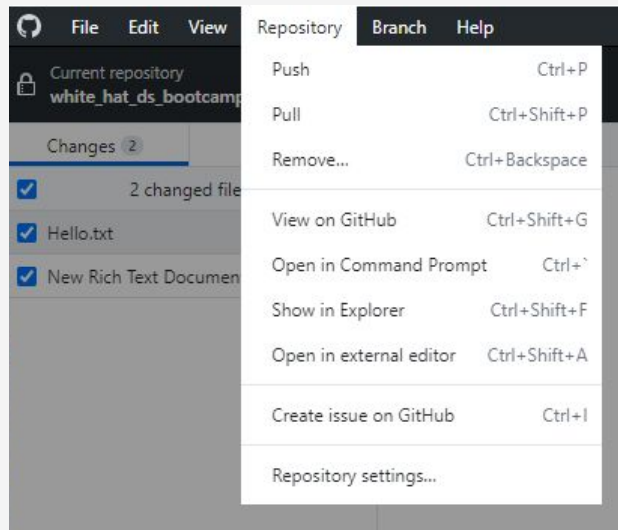 File Edit View Repository Branch Help
Current repository
white_hat_ds_bootcamp
Changes 2
2 changed file
Hello.txt
New Rich Text Documen
Push Ctrl+P
Pull Ctrl+Shift+P
Remove... Ctrl+Backspace
View on GitHub Ctrl+Shift+G
Open in Command Prompt Ctrl+`
Show in Explorer Ctrl+Shift+F
Open in external editor Ctrl+Shift+A
Create issue on GitHub Ctrl+I
Repository settings...